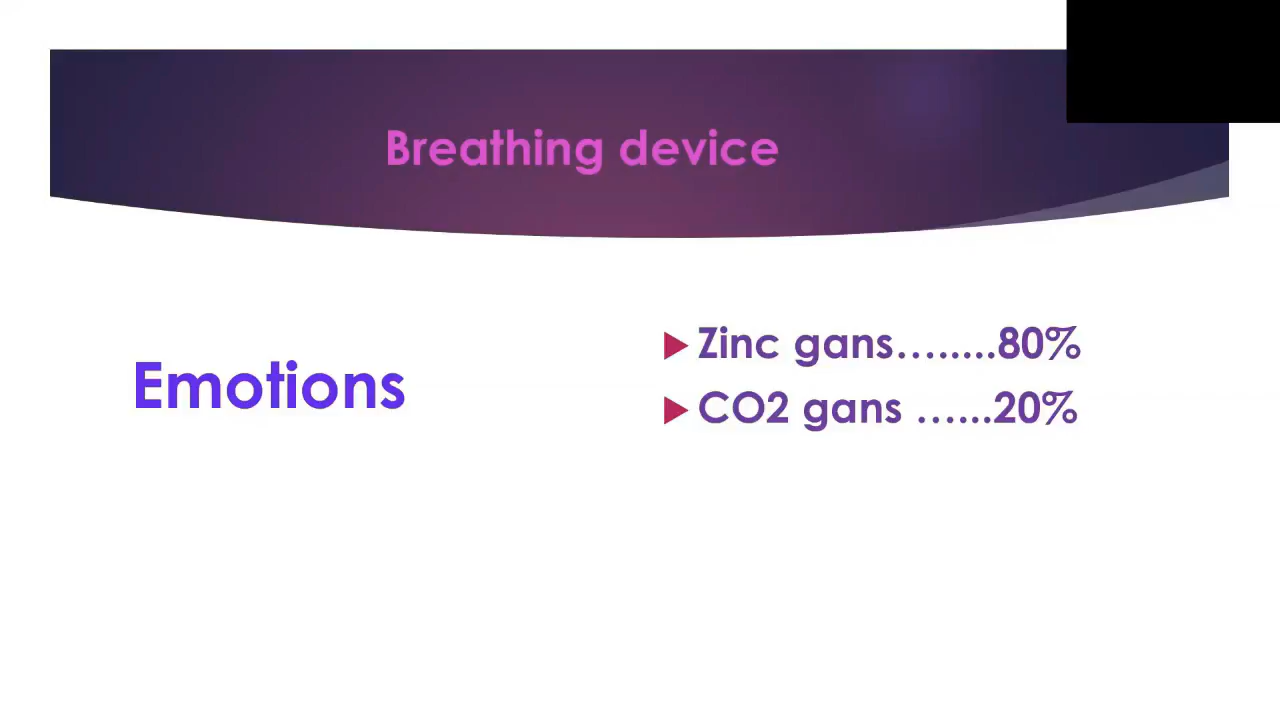 Breathing device
Emotions
Zinc gans….....80%
CO2 gans …...20%